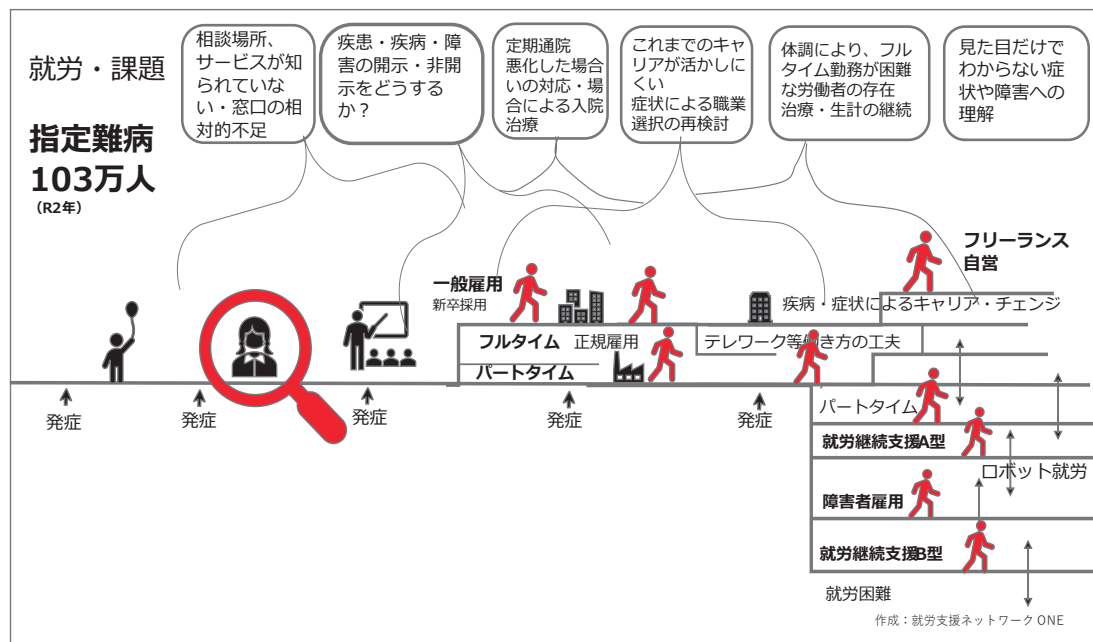 就労・課題
指定難病
103万人
(R2年)
相談場所、
サービスが知
られていな
い・窓口の相
対的不足
疾患・疾病・障
害の開示・非開
示をどうする
か？
定期通院
悪化した場合
いの対応・場
合による入院
治療
これまでのキャ
リアが活かしに
くい
症状による職業
選択の再検討
体調により、フル
タイム勤務が困難
な労働者の存在
治療・生計の継続
見た目だけで
わからない症
状や障害への
理解
フリーランス
自営
一般雇用
新卒採用
疾病・症状によるキャリア・チェンジ
フルタイム 正規雇用
テレワーク等働き方の工夫
パートタイム
発症
発症
発症
発症
発症
パートタイム
就労継続支援A型
ロボット就労
障害者雇用
就労継続支援B型
就労困難
作成：就労支援ネットワークONE